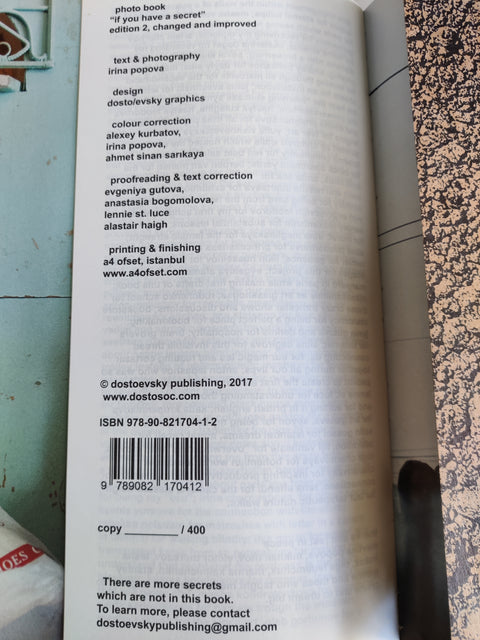 photo book
"if you have a secret"
edition 2, changed and improved
text & photography
irina popova
design
dosto/evsky graphics
colour correction
alexey kurbatov,
irina popova,
ahmet sinan sarıkaya
proofreading & text correction
evgeniya gutova,
anastasia bogomolova,
lennie st. luce
alastair haigh
printing & finishing
a4 ofset, istanbul
www.a4ofset.com
© dostoevsky publishing, 2017
www.dostosoc.com
ISBN 978-90-821704-1-2
9 789082 170412
copy ________ / 400
There are more secrets
which are not in this book.
To learn more, please contact
dostoevskypublishing@gmail.com